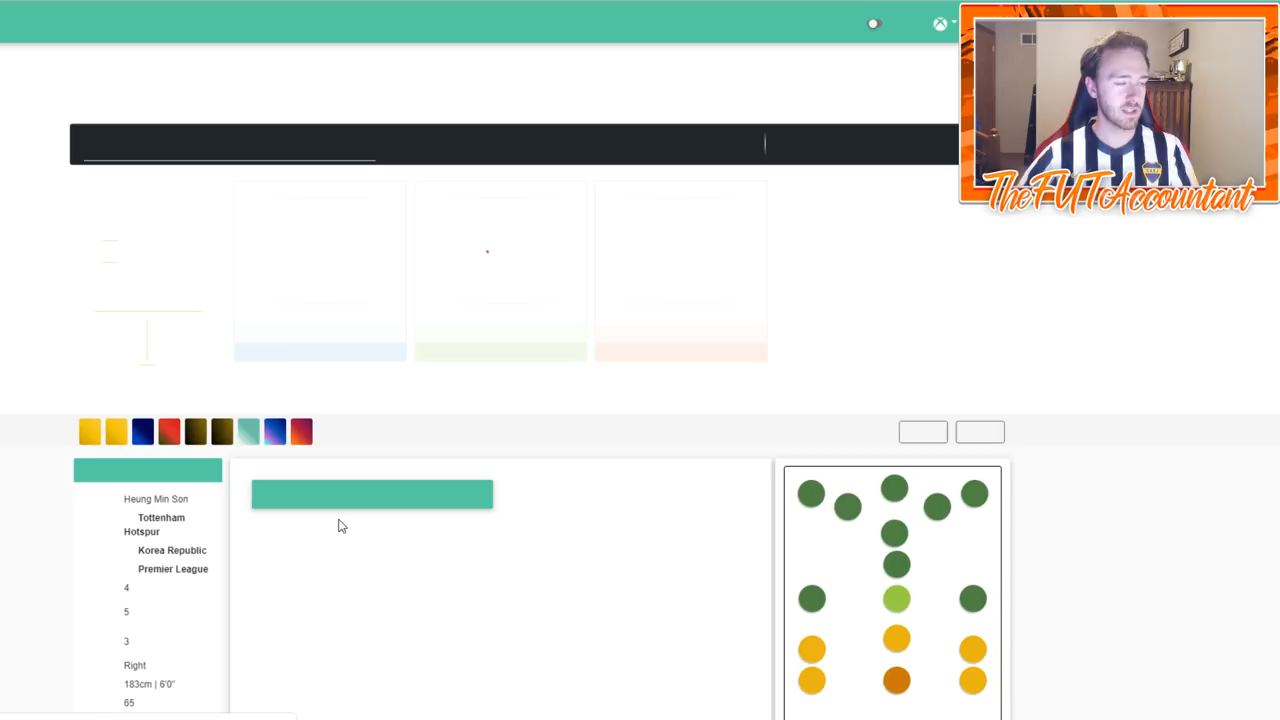 TheFUTAccountant
Heung Min Son
Tottenham
Hotspur
Korea Republic
Premier League
4
5
3
Right
183cm | 6'0"
65